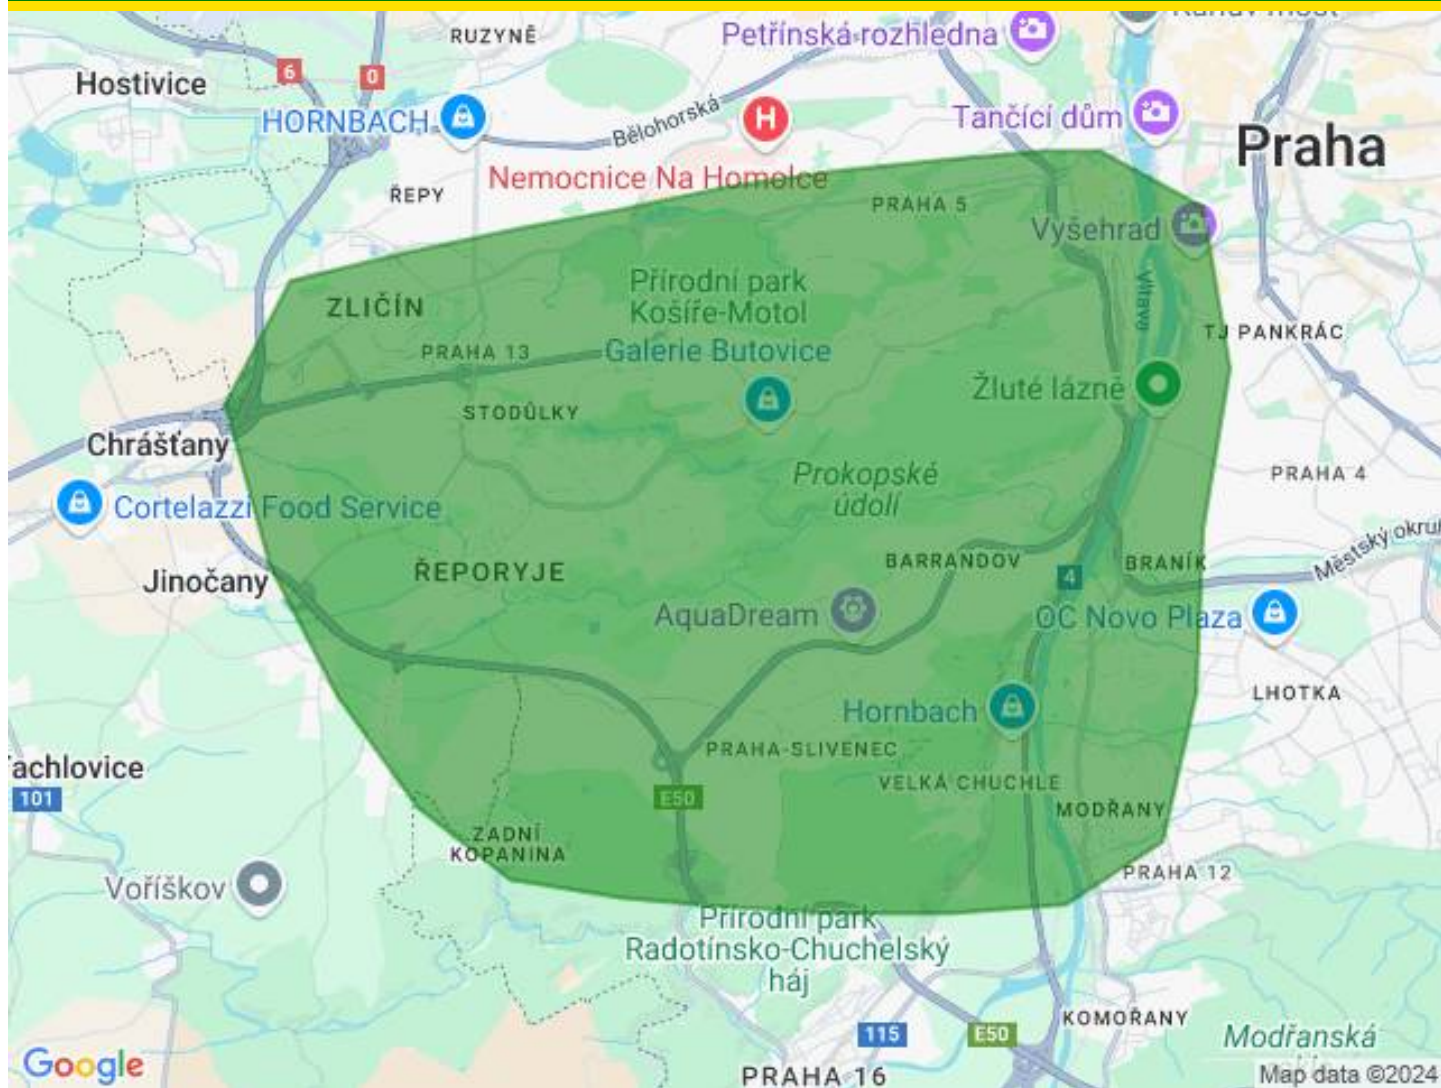 RUZYNĚ
Petřínská rozhledna
Hostivice
6
0
HORNBACH
Bělohorská
H
Tančící dům
Praha
Nemocnice Na Homolce
ŘEPY
PRAHA 5
Vyšehrad
Přírodní park
Košíře-Motol
ZLIČÍN
Vltava
TJ PANKRÁC
PRAHA 13
Galerie Butovice
Žluté lázně
STODŮLKY
Chrášťany
Prokopské
údolí
PRAHA 4
Cortelazzi Food Service
Městský okruh
BARRANDOV
BRANÍK
ŘEPORYJE
Jinočany
4
AquaDream
OC Novo Plaza
LHOTKA
Hornbach
PRAHA-SLIVENEC
Tachlovice
VELKÁ CHUCHLE
101
E50
MODŘANY
ZADNÍ
KOPANINA
PRAHA 12
Voříškov
Přírodní park
Radotínsko-Chuchelský
háj
KOMOŘANY
115
E50
Modřanská
Google
PRAHA 16
Map data ©2024